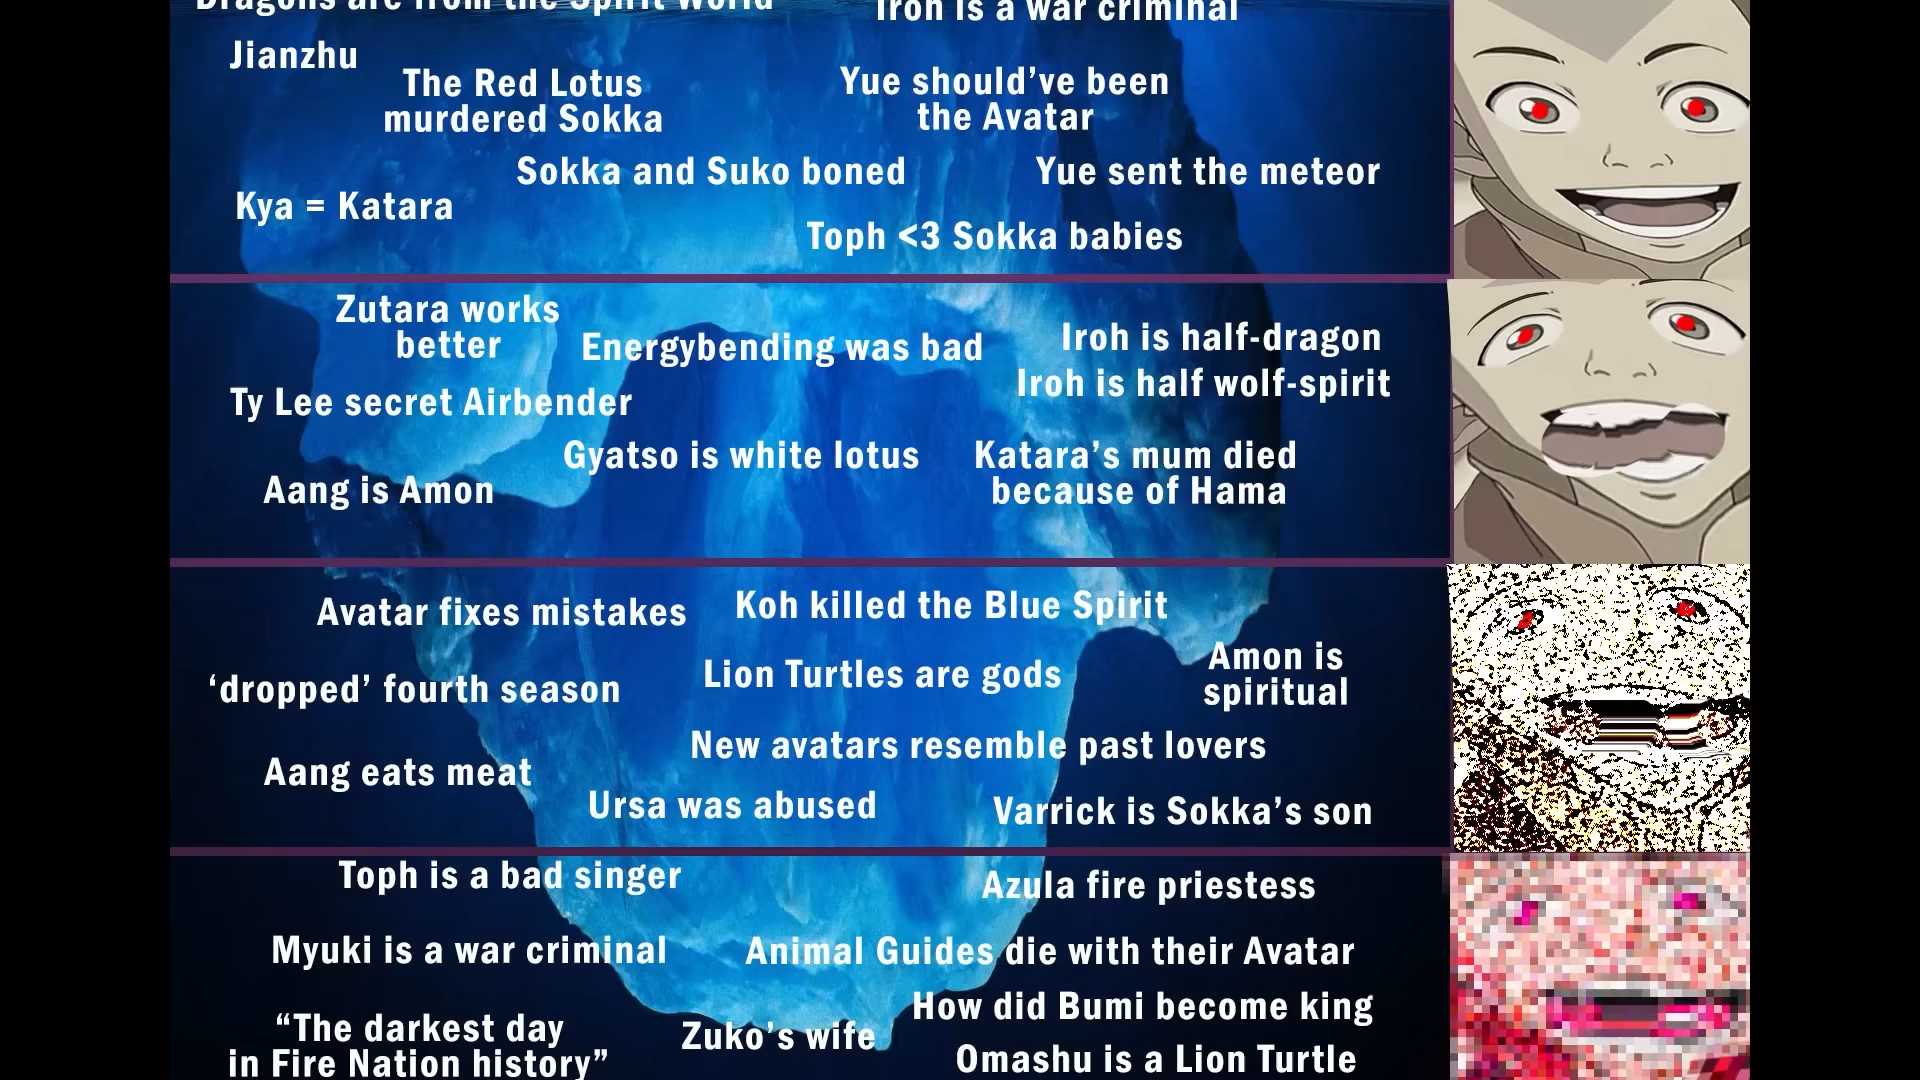 Dragons are from the Spirit World
Iroh is a war criminal
Jianzhu
The Red Lotus
murdered Sokka
Yue should’ve been
the Avatar
Sokka and Suko boned
Yue sent the meteor
Kya = Katara
Toph <3 Sokka babies
Zutara works
better
Energybending was bad
Iroh is half-dragon
Iroh is half wolf-spirit
Ty Lee secret Airbender
Gyatso is white lotus
Katara’s mum died
because of Hama
Aang is Amon
Avatar fixes mistakes
Koh killed the Blue Spirit
Amon is
spiritual
‘dropped’ fourth season
Lion Turtles are gods
New avatars resemble past lovers
Aang eats meat
Ursa was abused
Varrick is Sokka’s son
Toph is a bad singer
Azula fire priestess
Myuki is a war criminal
Animal Guides die with their Avatar
“The darkest day
in Fire Nation history”
Zuko’s wife
How did Bumi become king
Omashu is a Lion Turtle